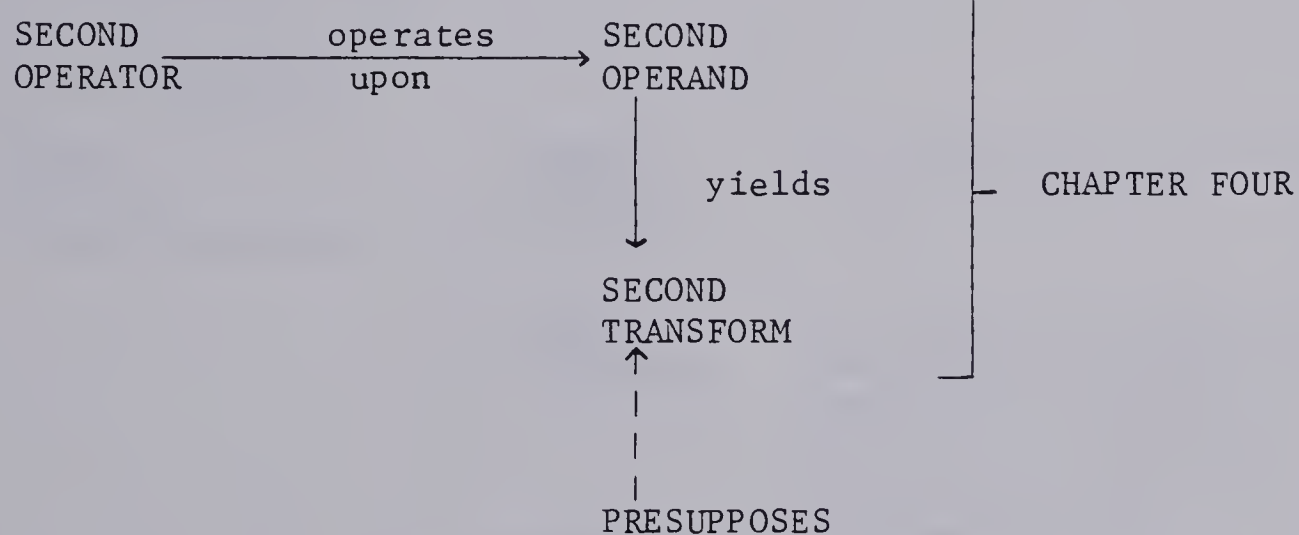 SECOND operates SECOND
OPERATOR upon OPERAND
yields CHAPTER FOUR
SECOND
TRANSFORM
PRESUPPOSES